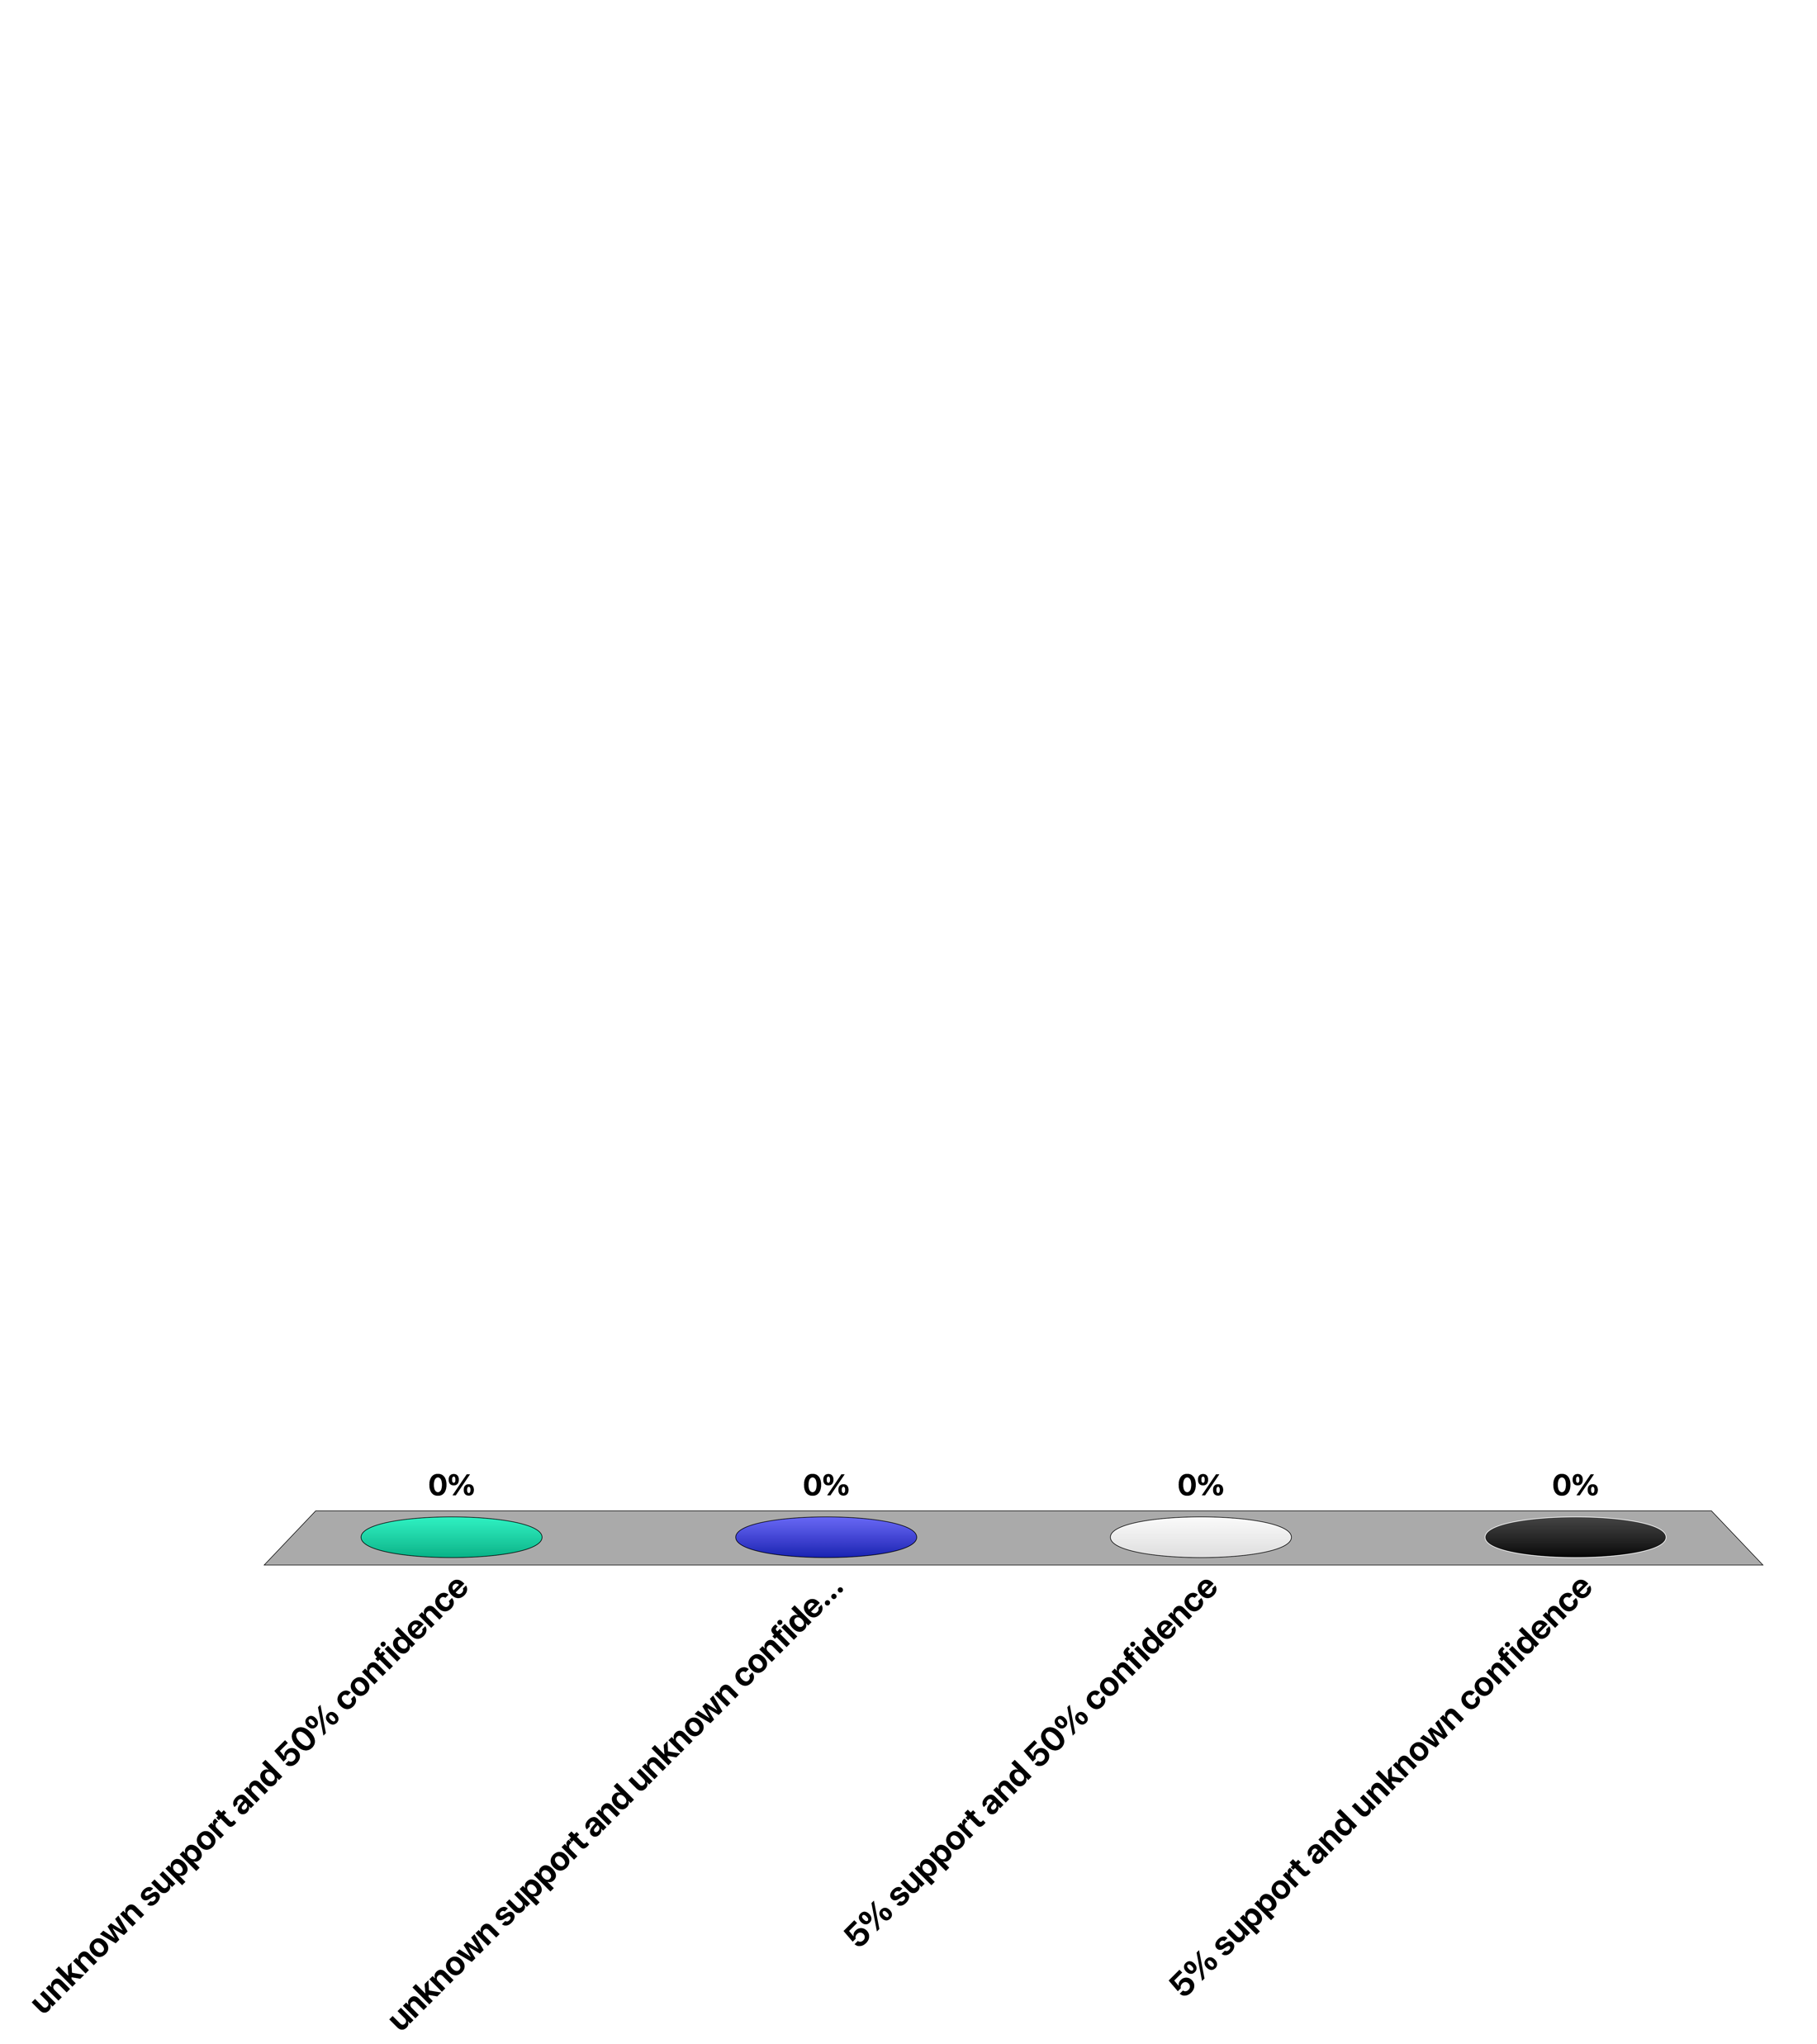 0%
0%
0%
0%
unknown support and 50% confidence
unknown support and unknown confide...
5% support and 50% confidence
5% support and unknown confidence